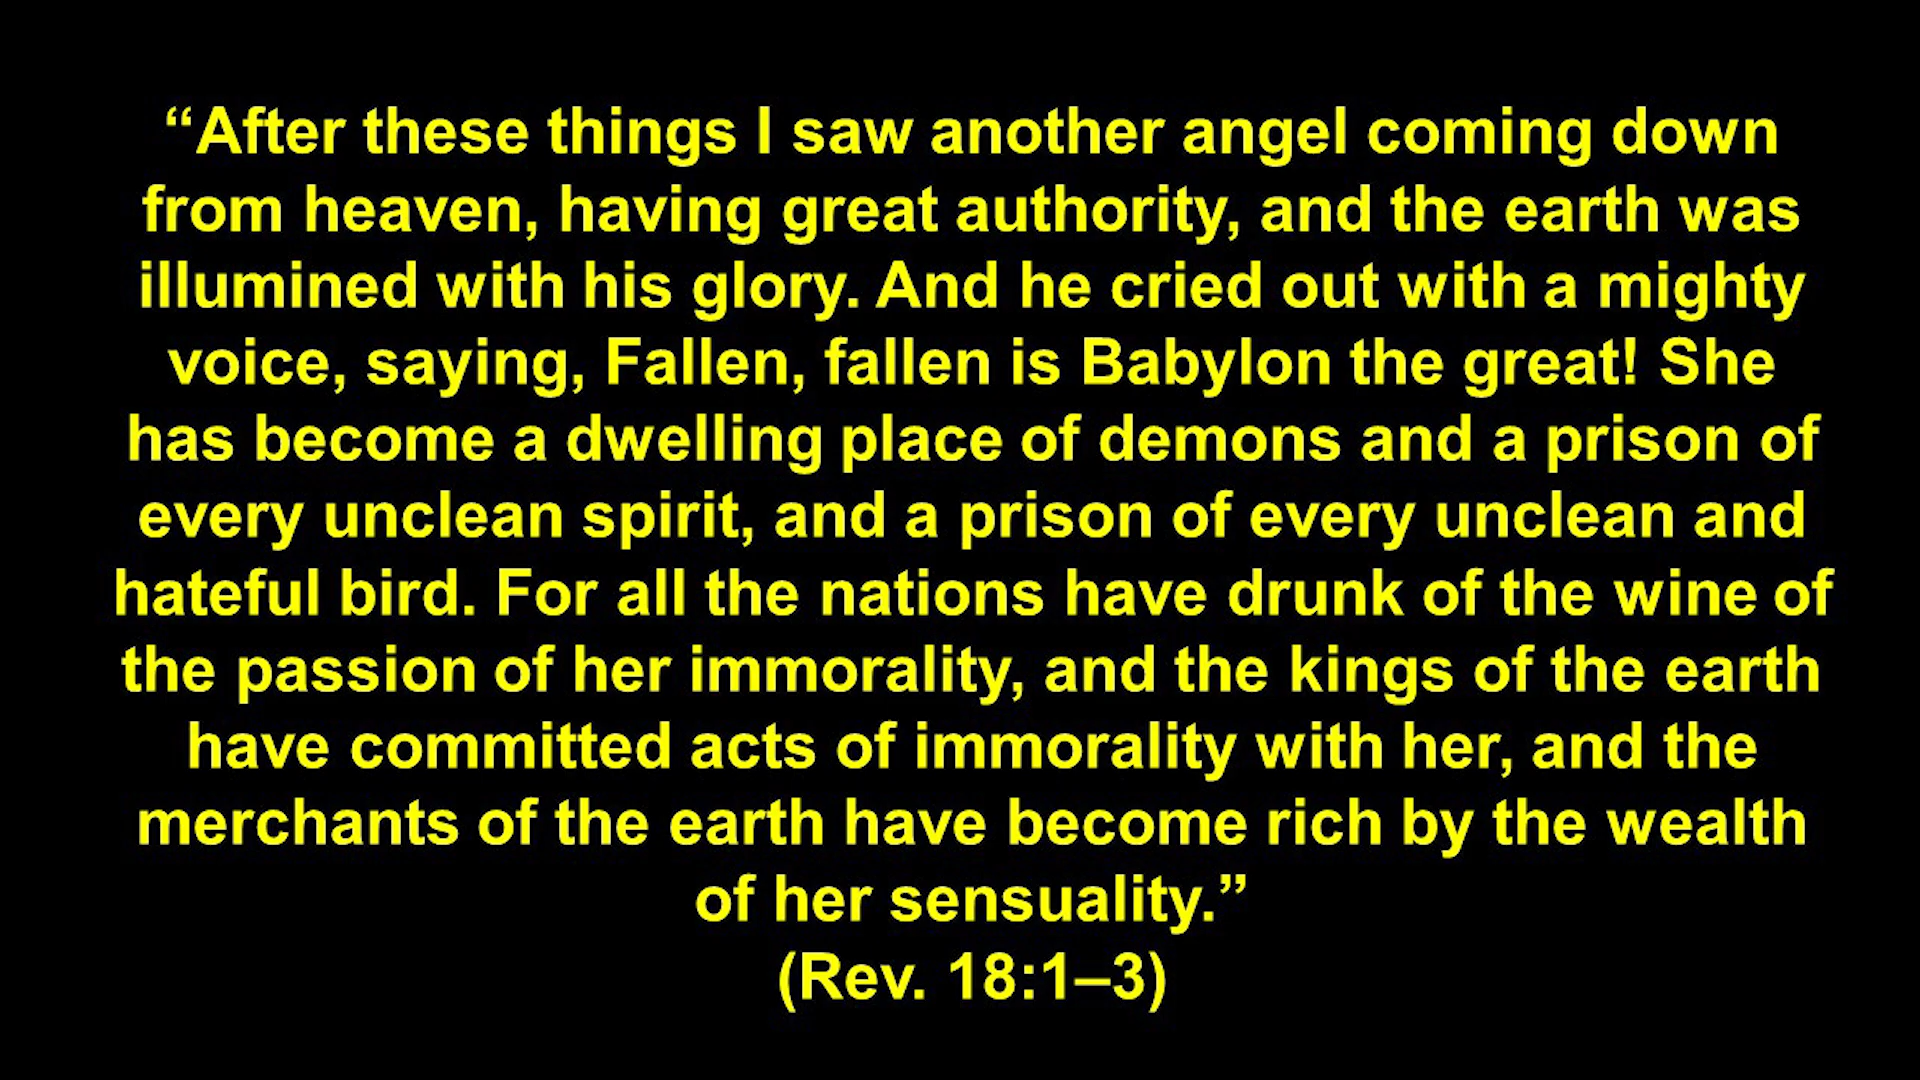 “After these things I saw another angel coming down
from heaven, having great authority, and the earth was
illumined with his glory. And he cried out with a mighty
voice, saying, Fallen, fallen is Babylon the great! She
has become a dwelling place of demons and a prison of
every unclean spirit, and a prison of every unclean and
hateful bird. For all the nations have drunk of the wine of
the passion of her immorality, and the kings of the earth
have committed acts of immorality with her, and the
merchants of the earth have become rich by the wealth
of her sensuality.”
(Rev. 18:1–3)